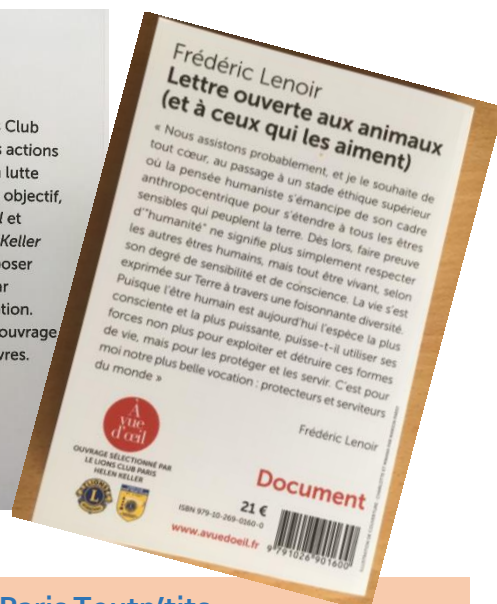 Club
actions
lutte
objectif,
et
Keller
oser
tion.
ouvrage
vres.
Frédéric Lenoir
Lettre ouverte aux animaux
(et à ceux qui les aiment)
« Nous assistons probablement, et je le souhaite de
tout cœur, au passage à un stade éthique supérieur
où la pensée humaniste s'émancipe de son cadre
anthropocentrique pour s'étendre à tous les êtres
sensibles qui peuplent la terre. Dès lors, faire preuve
d'"humanité" ne signifie plus simplement respecter
les autres êtres humains, mais tout être vivant, selon
son degré de sensibilité et de conscience. La vie s'est
exprimée sur Terre à travers une foisonnante diversité.
Puisque l'être humain est aujourd'hui l'espèce la plus
consciente et la plus puissante, puisse-t-il utiliser ses
forces non plus pour exploiter et détruire ces formes
de vie, mais pour les protéger et les servir. C'est pour
moi notre plus belle vocation : protecteurs et serviteurs
du monde »
Frédéric Lenoir
À
vue
d'œil
OUVRAGE SÉLECTIONNÉ PAR
LE LIONS CLUB PARIS
HELEN KELLER
Document
21 €
ISBN 979-10-269-0160-0
www.avuedoeil.fr
9 791026 901600
Paris